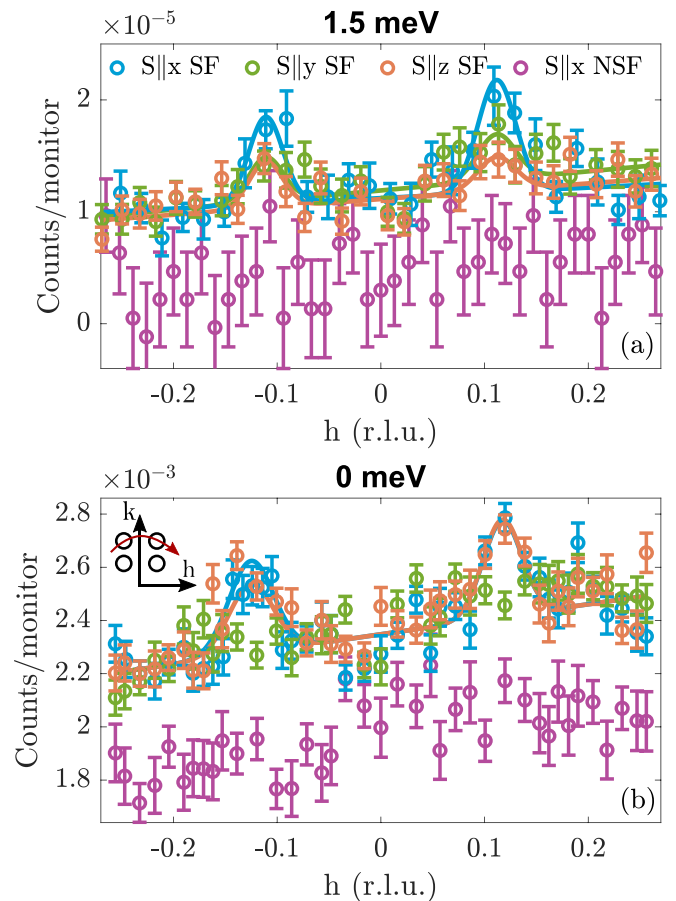 1.5 meV
×10⁻⁵
S||x SF S||y SF S||z SF S||x NSF
2
1
0
Counts/monitor
(a)
-0.2 -0.1 0 0.1 0.2
h (r.l.u.)
0 meV
×10⁻³
2.8
2.6
2.4
2.2
2
1.8
k
h
Counts/monitor
(b)
-0.2 -0.1 0 0.1 0.2
h (r.l.u.)